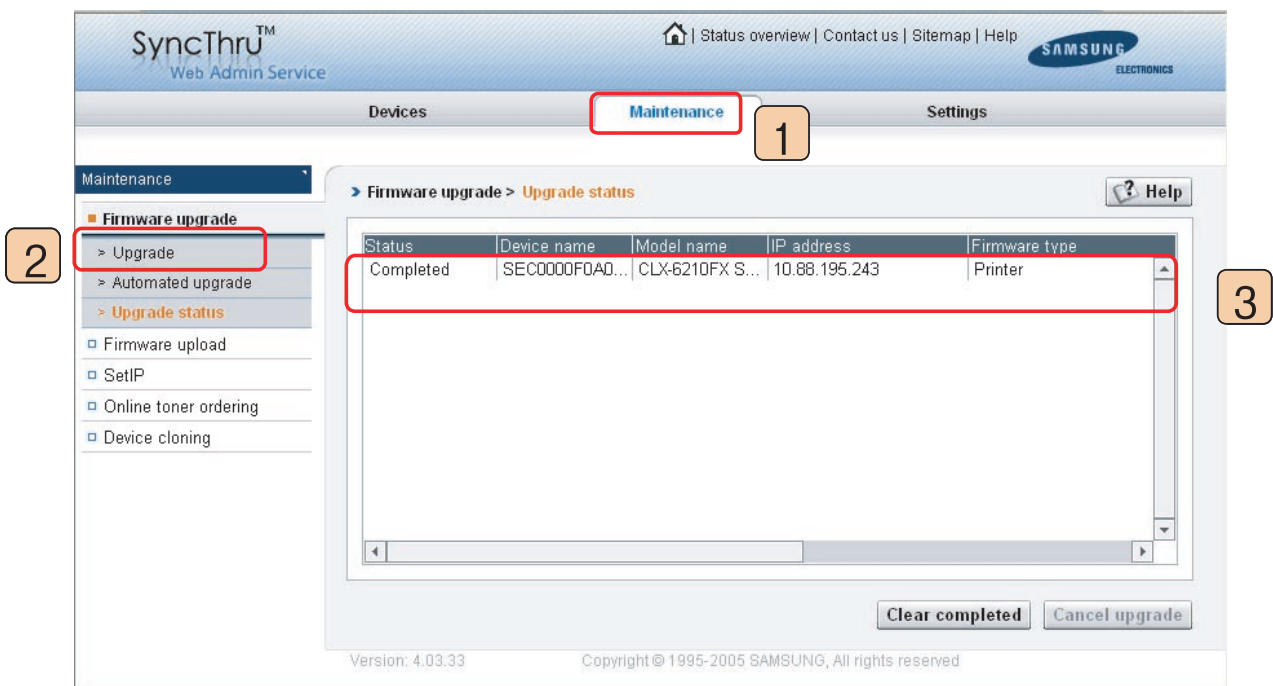 SyncThru™
Web Admin Service
| Status overview | Contact us | Sitemap | Help
SAMSUNG
ELECTRONICS
Devices Maintenance Settings
1
Maintenance
Firmware upgrade
> Upgrade
> Automated upgrade
> Upgrade status
Firmware upload
SetIP
Online toner ordering
Device cloning
2
> Firmware upgrade > Upgrade status
? Help
Status Device name Model name IP address Firmware type
Completed SEC0000F0A0... CLX-6210FX S... 10.88.195.243 Printer
3
Clear completed Cancel upgrade
Version: 4.03.33 Copyright © 1995-2005 SAMSUNG, All rights reserved